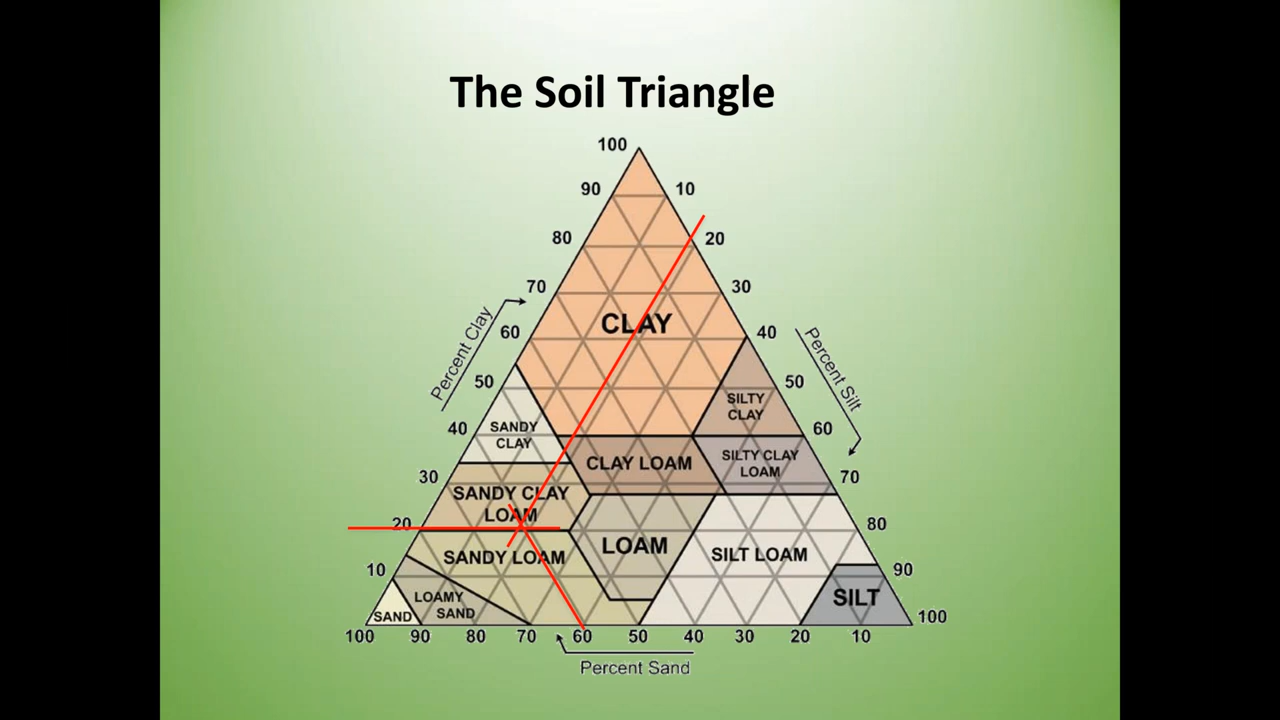 The Soil Triangle
100
90
10
80
20
70
30
CLAY
60
40
Percent Clay
Percent Silt
50
50
SILTY
CLAY
40
60
SANDY
CLAY
CLAY LOAM
SILTY CLAY
LOAM
30
70
SANDY CLAY
LOAM
20
80
LOAM
SILT LOAM
SANDY LOAM
10
90
LOAMY
SAND
SILT
SAND
100
100
90
80
70
60
50
40
30
20
10
Percent Sand